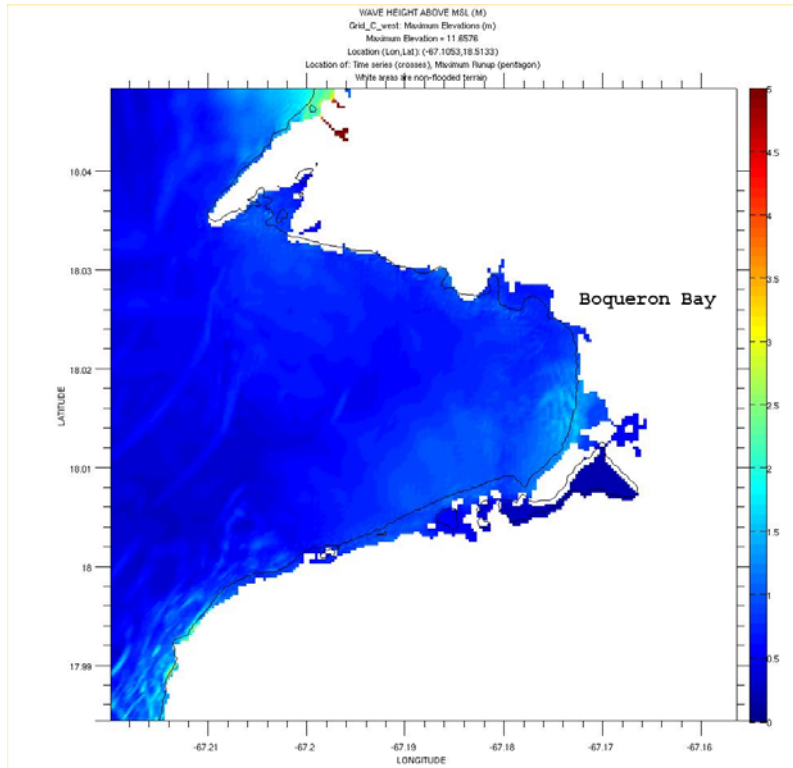 WAVE HEIGHT ABOVE MSL (M)
Grid_C_west: Maximum Elevations (m)
Maximum Elevation = 11.6576
Location (Lon,Lat): (-67.1053,18.5133)
Location of: Time series (crosses), Maximum Runup (pentagon)
White areas are non-flooded terrain
5
4.5
18.04
4
18.03
3.5
Boqueron Bay
3
18.02
2.5
LATITUDE
2
18.01
1.5
18
1
17.99
0.5
0
-67.21
-67.2
-67.19
-67.18
-67.17
-67.16
LONGITUDE